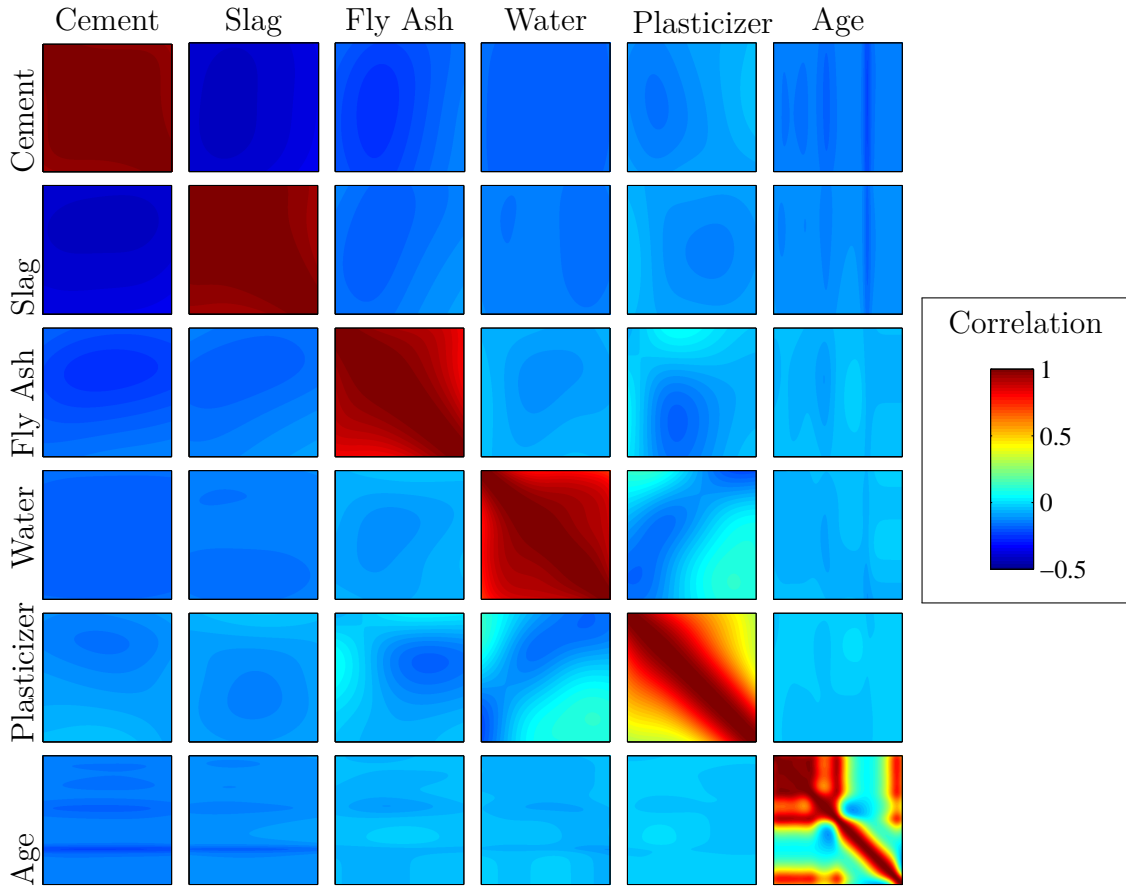 Cement Slag Fly Ash Water Plasticizer Age
Cement
Slag
Fly Ash
Water
Plasticizer
Age
Correlation
1
0.5
0
−0.5